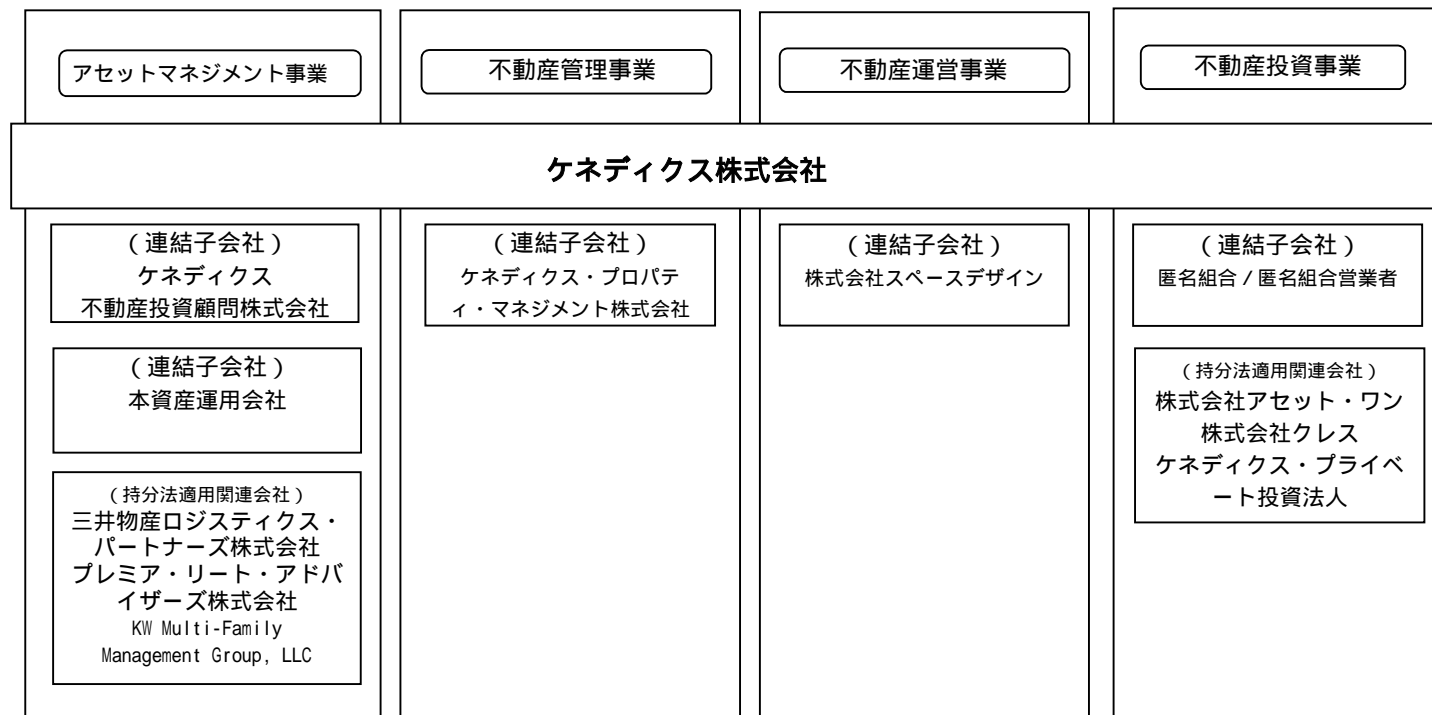 アセットマネジメント事業
不動産管理事業
不動産運営事業
不動産投資事業
ケネディクス株式会社
(連結子会社)
ケネディクス
不動産投資顧問株式会社
(連結子会社)
本資産運用会社
(持分法適用関連会社)
三井物産ロジスティクス・
パートナーズ株式会社
プレミア・リート・アドバ
イザーズ株式会社
KW Multi-Family
Management Group, LLC
(連結子会社)
ケネディクス・プロパテ
ィ・マネジメント株式会社
(連結子会社)
株式会社スペースデザイン
(連結子会社)
匿名組合/匿名組合営業者
(持分法適用関連会社)
株式会社アセット・ワン
株式会社クレス
ケネディクス・プライベ
ート投資法人